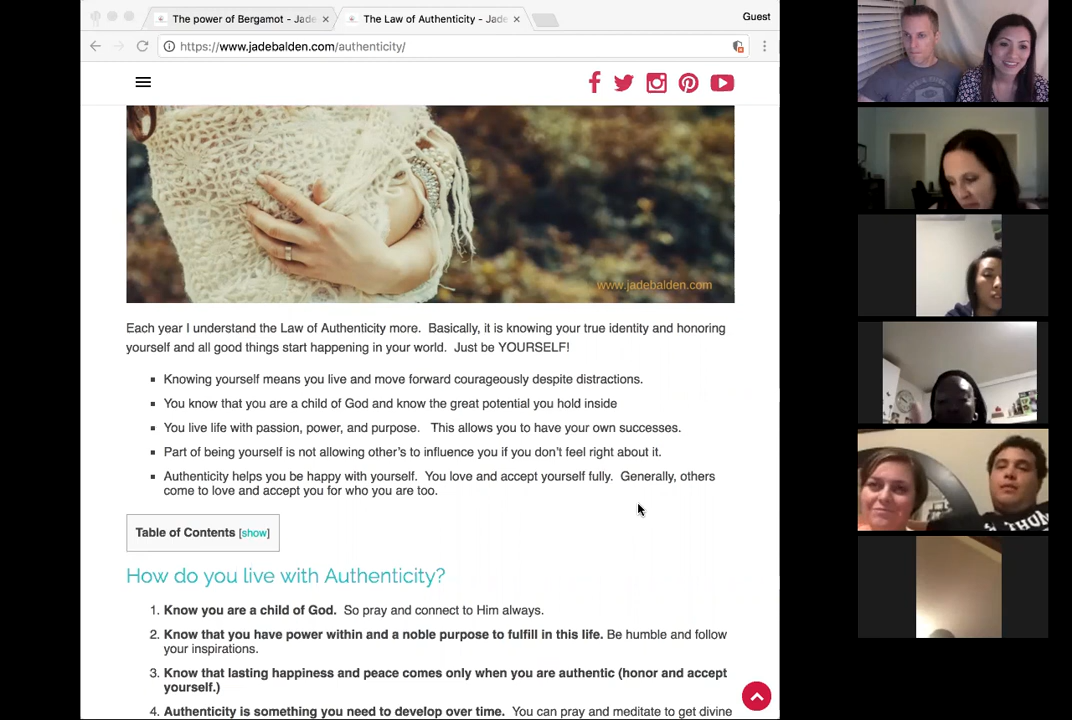 The power of Bergamot - Jade
The Law of Authenticity - Jade
Guest
https://www.jadebalden.com/authenticity/
www.jadebalden.com
Each year I understand the Law of Authenticity more. Basically, it is knowing your true identity and honoring
yourself and all good things start happening in your world. Just be YOURSELF!
Knowing yourself means you live and move forward courageously despite distractions.
You know that you are a child of God and know the great potential you hold inside
You live life with passion, power, and purpose. This allows you to have your own successes.
Part of being yourself is not allowing other's to influence you if you don't feel right about it.
Authenticity helps you be happy with yourself. You love and accept yourself fully. Generally, others
come to love and accept you for who you are too.
Table of Contents [show]
How do you live with Authenticity?
1. Know you are a child of God. So pray and connect to Him always.
2. Know that you have power within and a noble purpose to fulfill in this life. Be humble and follow
your inspirations.
3. Know that lasting happiness and peace comes only when you are authentic (honor and accept
yourself.)
4. Authenticity is something you need to develop over time. You can pray and meditate to get divine